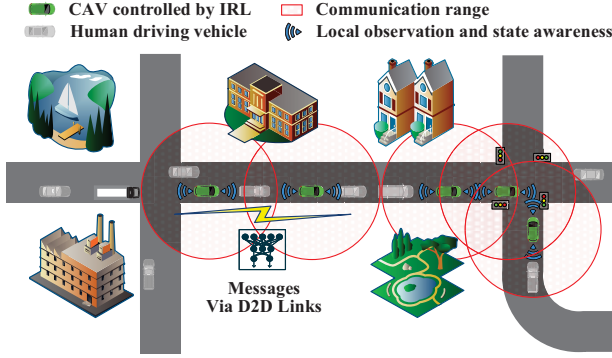 CAV controlled by IRL
Communication range
Human driving vehicle
Local observation and state awareness
Messages
Via D2D Links